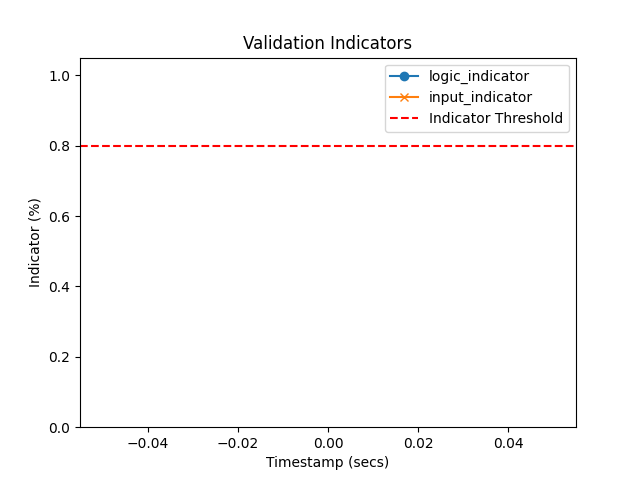 Validation Indicators
logic_indicator
input_indicator
Indicator Threshold
Indicator (%)
1.0
0.8
0.6
0.4
0.2
0.0
−0.04
−0.02
0.00
0.02
0.04
Timestamp (secs)